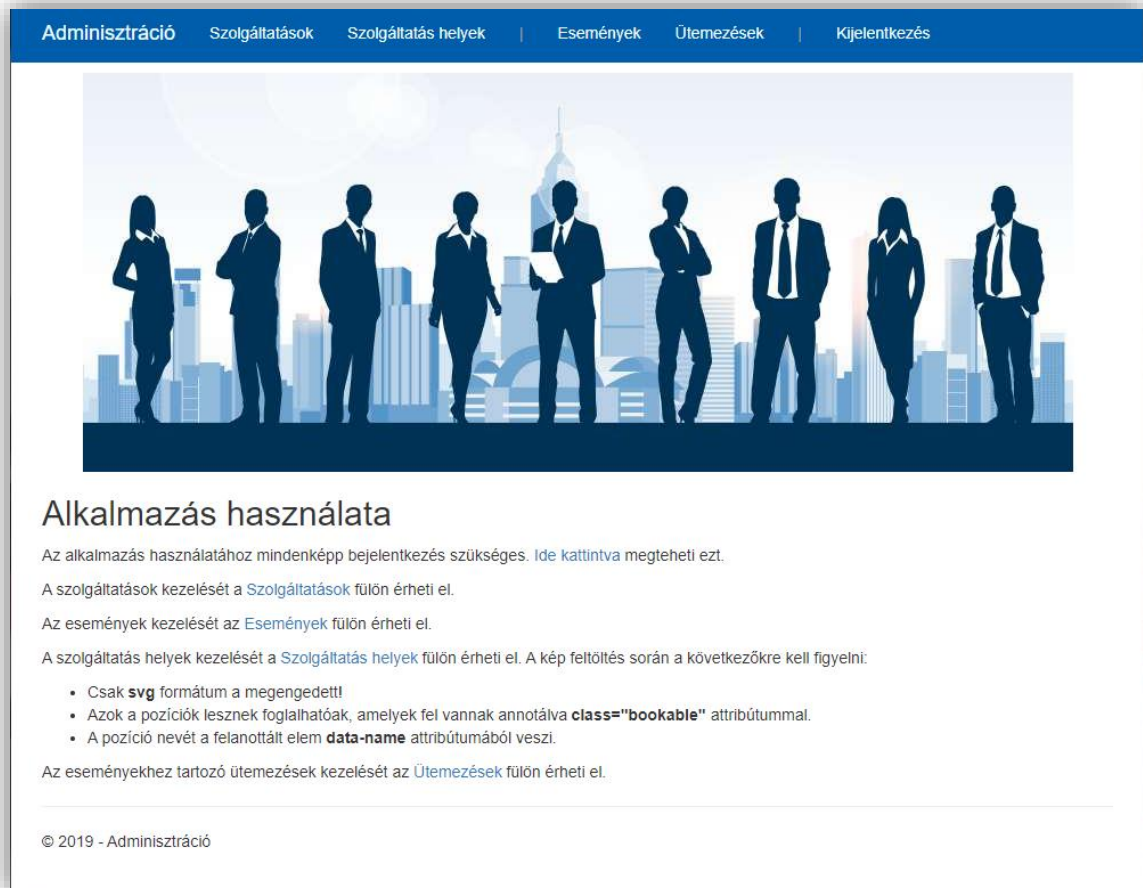 Adminisztráció Szolgáltatások Szolgáltatás helyek | Események Ütemezések | Kijelentkezés
Alkalmazás használata
Az alkalmazás használatához mindenképp bejelentkezés szükséges. Ide kattintva megteheti ezt.
A szolgáltatások kezelését a Szolgáltatások fülön érheti el.
Az események kezelését az Események fülön érheti el.
A szolgáltatás helyek kezelését a Szolgáltatás helyek fülön érheti el. A kép feltöltés során a következőkre kell figyelni:
• Csak svg formátum a megengedett!
• Azok a pozíciók lesznek foglalhatóak, amelyek fel vannak annotálva class="bookable" attribútummal.
• A pozíció nevét a felanottált elem data-name attribútumából veszi.
Az eseményekhez tartozó ütemezések kezelését az Ütemezések fülön érheti el.
© 2019 - Adminisztráció